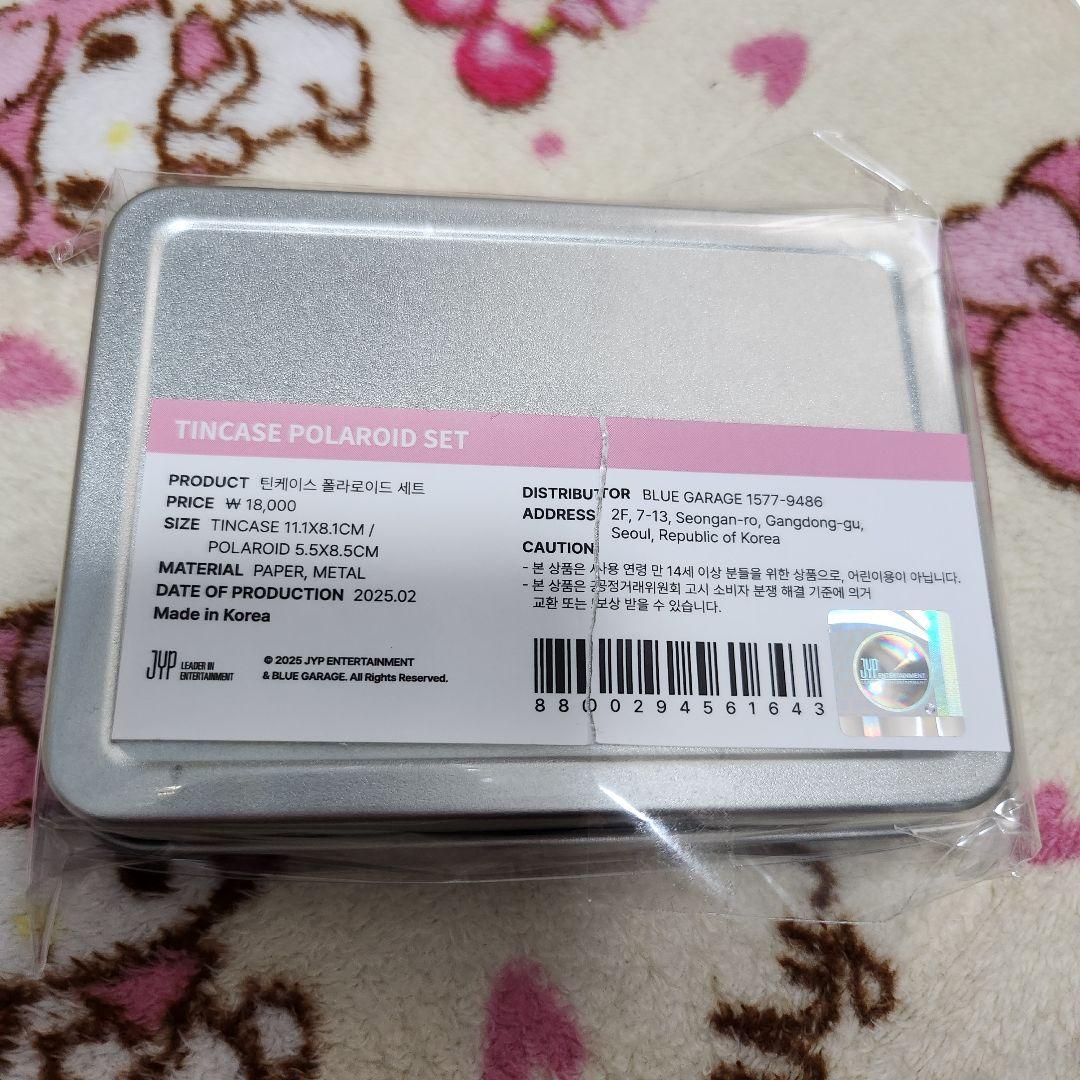 TINCASE POLAROID SET
PRODUCT 틴케이스 폴라로이드 세트
PRICE ₩ 18,000
SIZE TINCASE 11.1X8.1CM /
POLAROID 5.5X8.5CM
MATERIAL PAPER, METAL
DATE OF PRODUCTION 2025.02
Made in Korea
JYP LEADER IN
ENTERTAINMENT
© 2025 JYP ENTERTAINMENT
& BLUE GARAGE. All Rights Reserved.
DISTRIBUTOR BLUE GARAGE 1577-9486
ADDRESS 2F, 7-13, Seongan-ro, Gangdong-gu,
Seoul, Republic of Korea
CAUTION
- 본 상품은 사용 연령 만 14세 이상 분들을 위한 상품으로, 어린이용이 아닙니다.
- 본 상품은 공정거래위원회 고시 소비자 분쟁 해결 기준에 의거
교환 또는 보상 받을 수 있습니다.
8800294561643
JYP ENTERTAINMENT